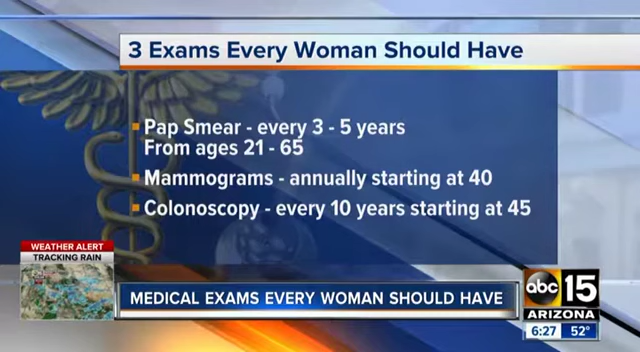 3 Exams Every Woman Should Have
Pap Smear - every 3 - 5 years
From ages 21 - 65
Mammograms - annually starting at 40
Colonoscopy - every 10 years starting at 45
WEATHER ALERT
TRACKING RAIN
MEDICAL EXAMS EVERY WOMAN SHOULD HAVE
abc 15
ARIZONA
6:27 52°